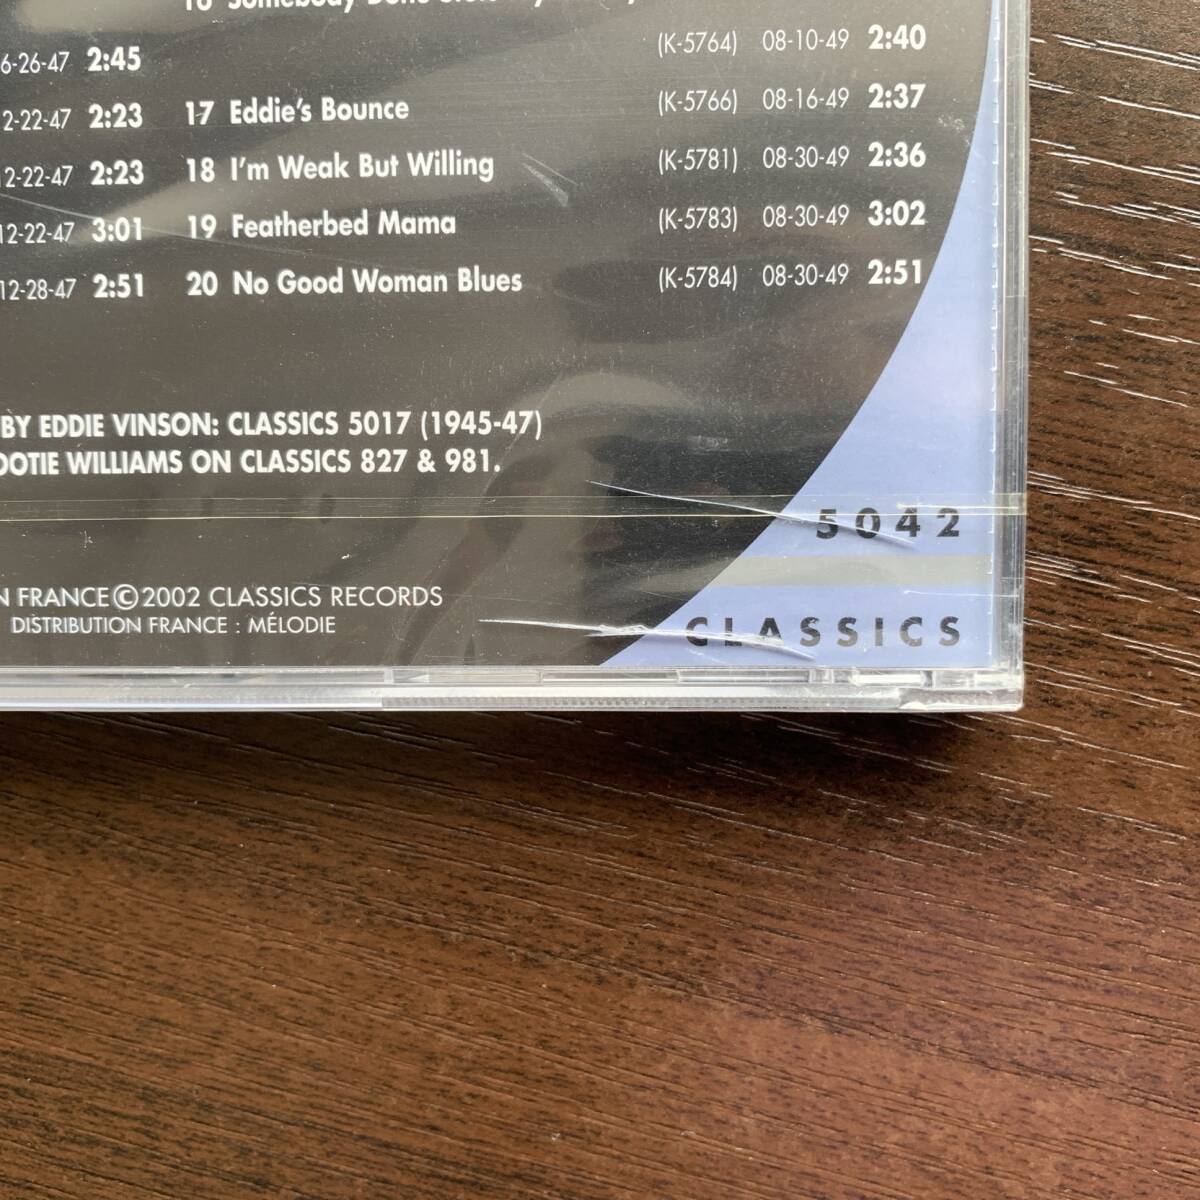 16 Somebody Done
(K-5764) 08-10-49 2:40
6-26-47 2:45
2-22-47 2:23 17 Eddie's Bounce (K-5766) 08-16-49 2:37
12-22-47 2:23 18 I'm Weak But Willing (K-5781) 08-30-49 2:36
12-22-47 3:01 19 Featherbed Mama (K-5783) 08-30-49 3:02
12-28-47 2:51 20 No Good Woman Blues (K-5784) 08-30-49 2:51
BY EDDIE VINSON: CLASSICS 5017 (1945-47)
OOTIE WILLIAMS ON CLASSICS 827 & 981.
5042
N FRANCE©2002 CLASSICS RECORDS
DISTRIBUTION FRANCE : MÉLODIE
CLASSICS